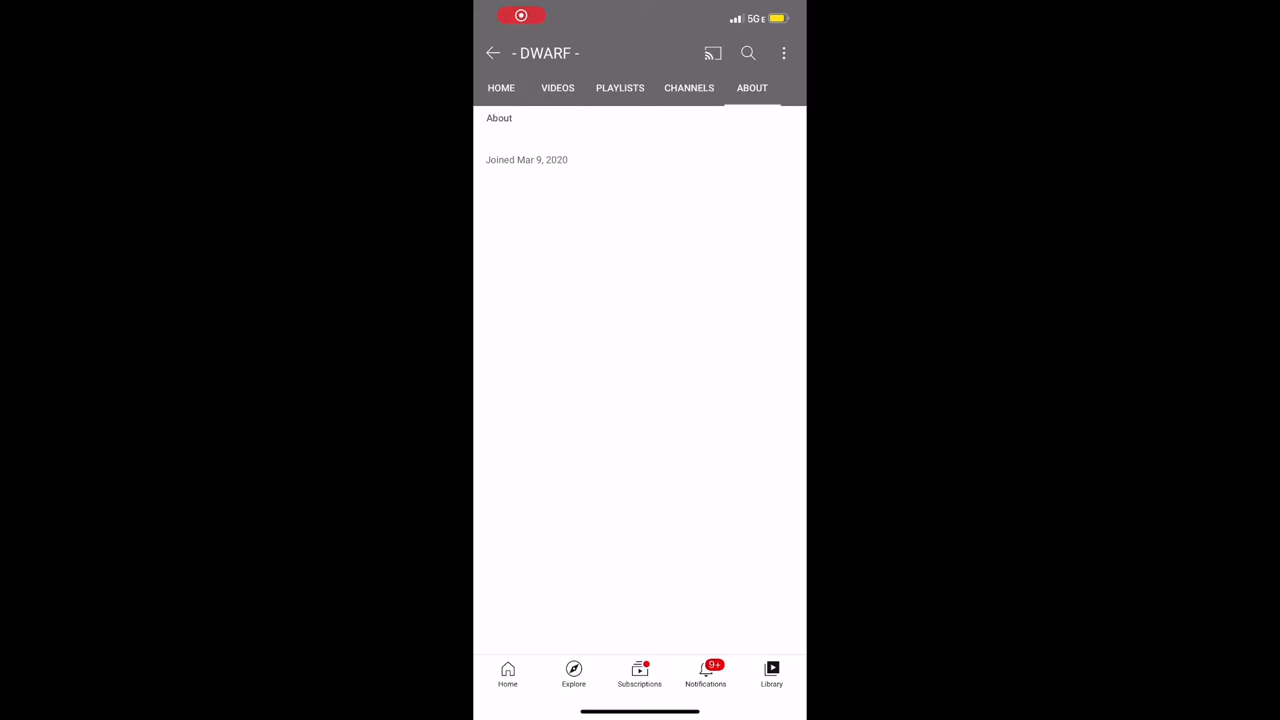 5G E
- DWARF -
HOME VIDEOS PLAYLISTS CHANNELS ABOUT
About
Joined Mar 9, 2020
9+
Home Explore Subscriptions Notifications Library